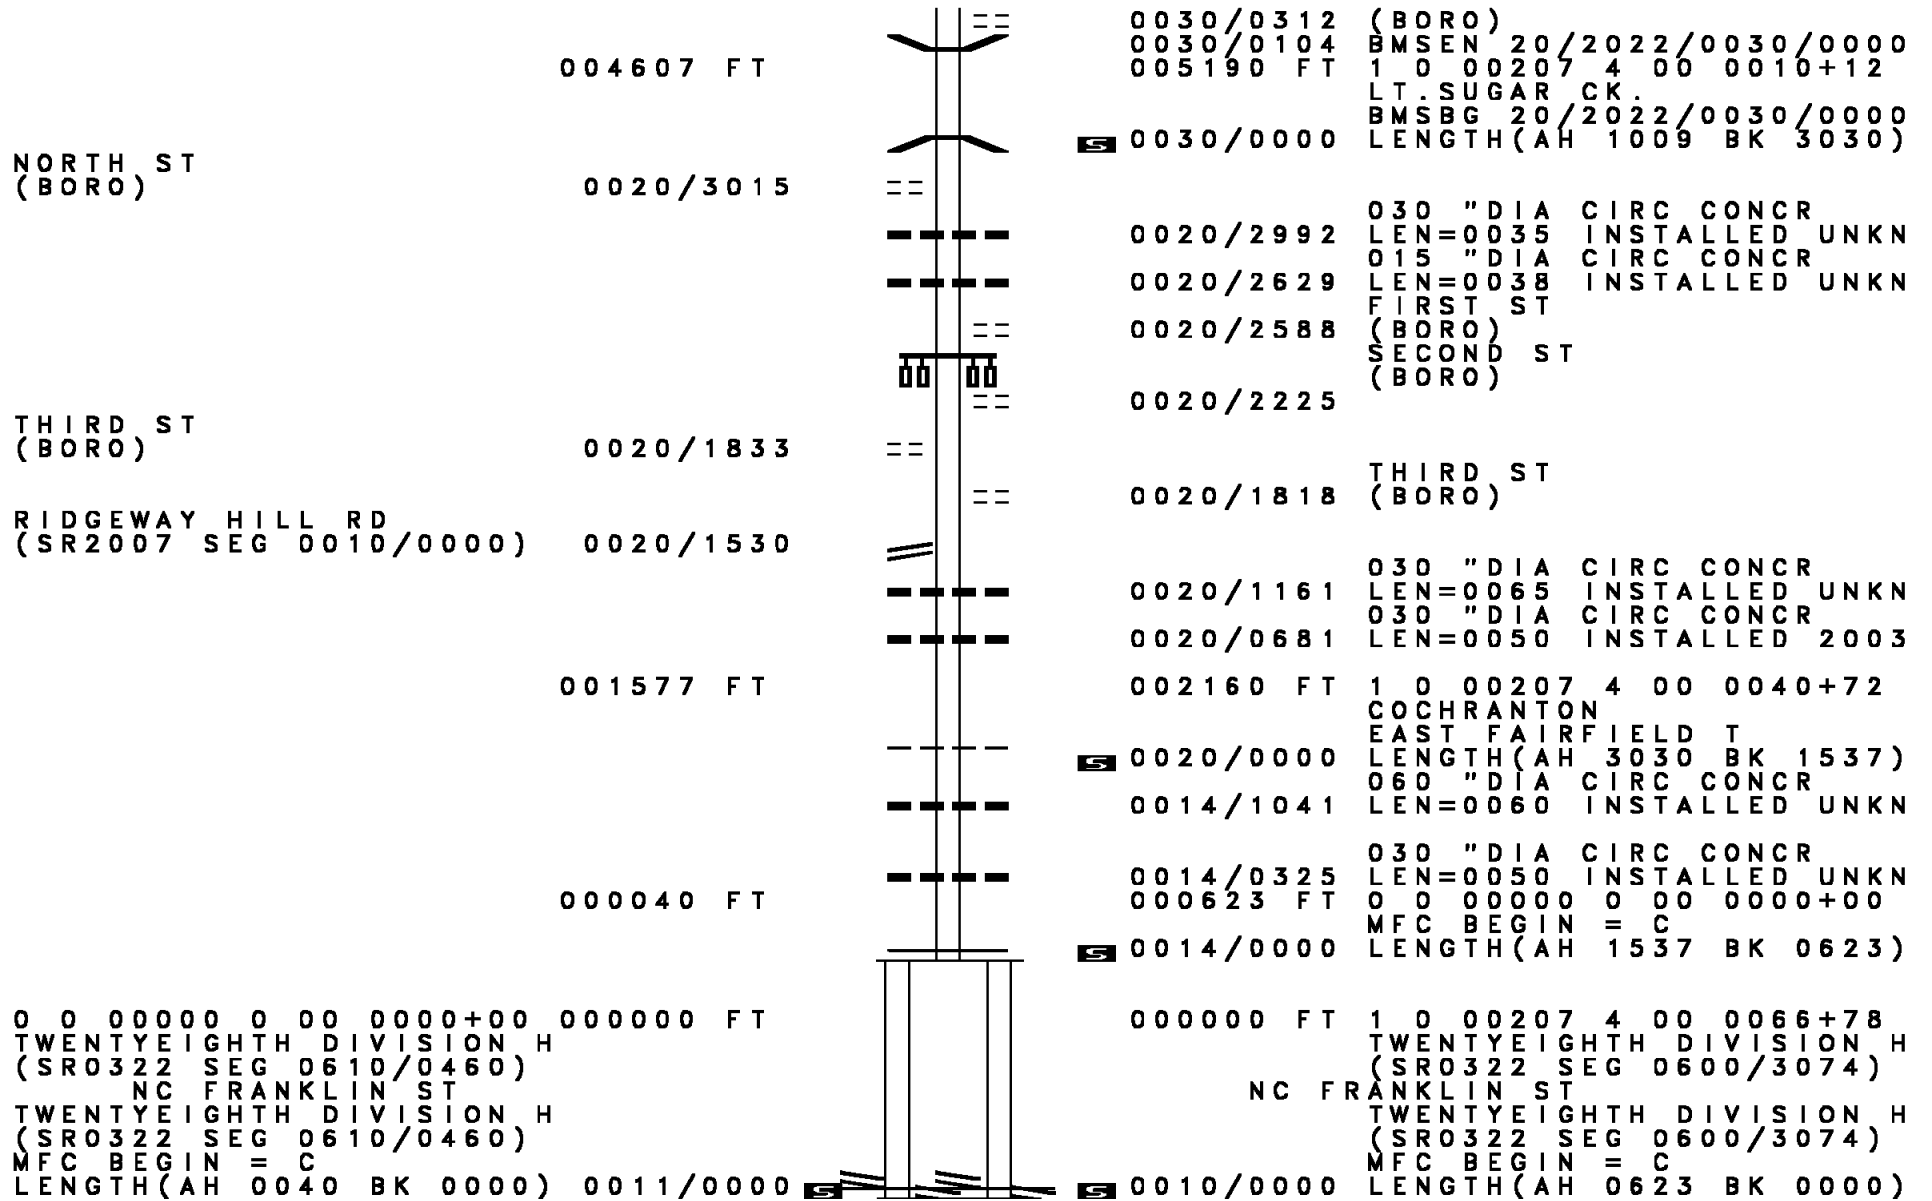 0030/0312 (BORO)
0030/0104 BMSEN 20/2022/0030/0000
004607 FT 005190 FT 1 0 00207 4 00 0010+12
LT.SUGAR CK.
BMSBG 20/2022/0030/0000
S 0030/0000 LENGTH(AH 1009 BK 3030)
NORTH ST
(BORO) 0020/3015
030 "DIA CIRC CONCR
0020/2992 LEN=0035 INSTALLED UNKN
015 "DIA CIRC CONCR
0020/2629 LEN=0038 INSTALLED UNKN
FIRST ST
0020/2588 (BORO)
SECOND ST
(BORO)
0020/2225
THIRD ST
(BORO) 0020/1833
THIRD ST
0020/1818 (BORO)
RIDGEWAY HILL RD
(SR2007 SEG 0010/0000) 0020/1530
030 "DIA CIRC CONCR
0020/1161 LEN=0065 INSTALLED UNKN
030 "DIA CIRC CONCR
0020/0681 LEN=0050 INSTALLED 2003
001577 FT 002160 FT 1 0 00207 4 00 0040+72
COCHRANTON
EAST FAIRFIELD T
S 0020/0000 LENGTH(AH 3030 BK 1537)
060 "DIA CIRC CONCR
0014/1041 LEN=0060 INSTALLED UNKN
030 "DIA CIRC CONCR
0014/0325 LEN=0050 INSTALLED UNKN
000040 FT 000623 FT 0 0 00000 0 00 0000+00
MFC BEGIN = C
S 0014/0000 LENGTH(AH 1537 BK 0623)
0 0 00000 0 00 0000+00 000000 FT 000000 FT 1 0 00207 4 00 0066+78
TWENTYEIGHTH DIVISION H TWENTYEIGHTH DIVISION H
(SR0322 SEG 0610/0460) (SR0322 SEG 0600/3074)
NC FRANKLIN ST NC FRANKLIN ST
TWENTYEIGHTH DIVISION H TWENTYEIGHTH DIVISION H
(SR0322 SEG 0610/0460) (SR0322 SEG 0600/3074)
MFC BEGIN = C MFC BEGIN = C
LENGTH(AH 0040 BK 0000) 0011/0000 S S 0010/0000 LENGTH(AH 0623 BK 0000)